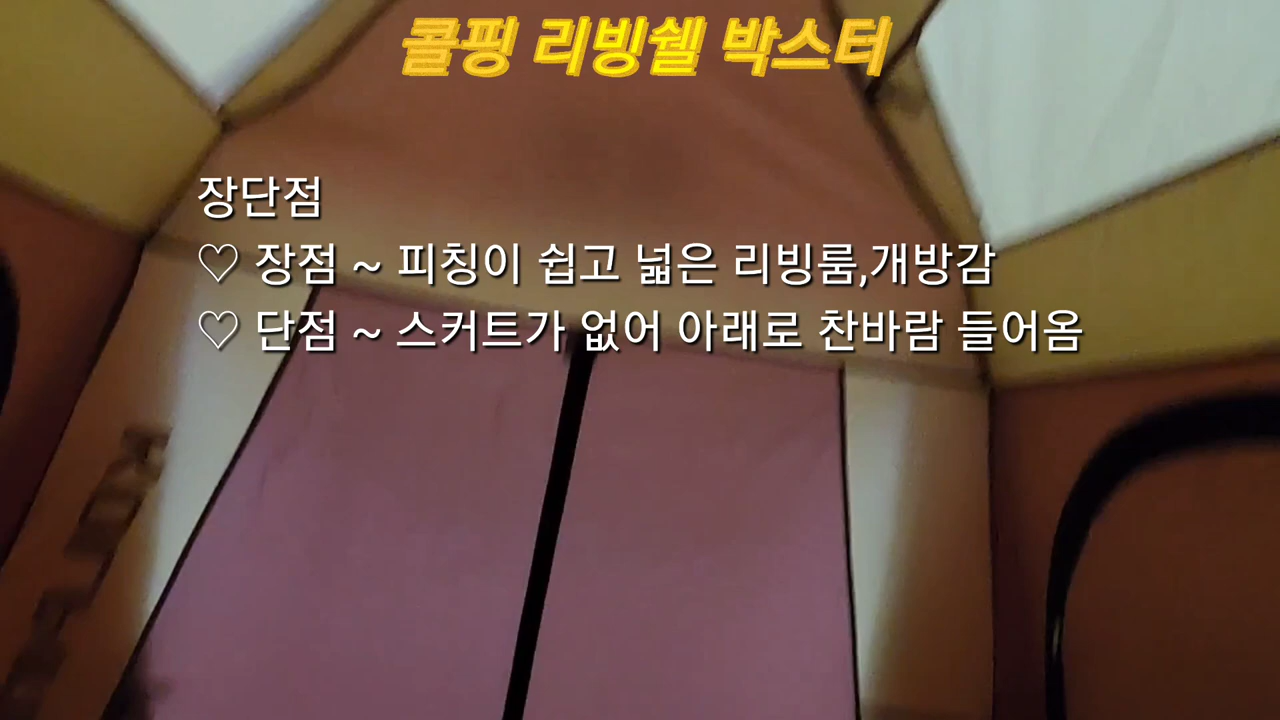 콜핑 리빙쉘 박스터
장단점
♡ 장점 ~ 피칭이 쉽고 넓은 리빙룸,개방감
♡ 단점 ~ 스커트가 없어 아래로 찬바람 들어옴